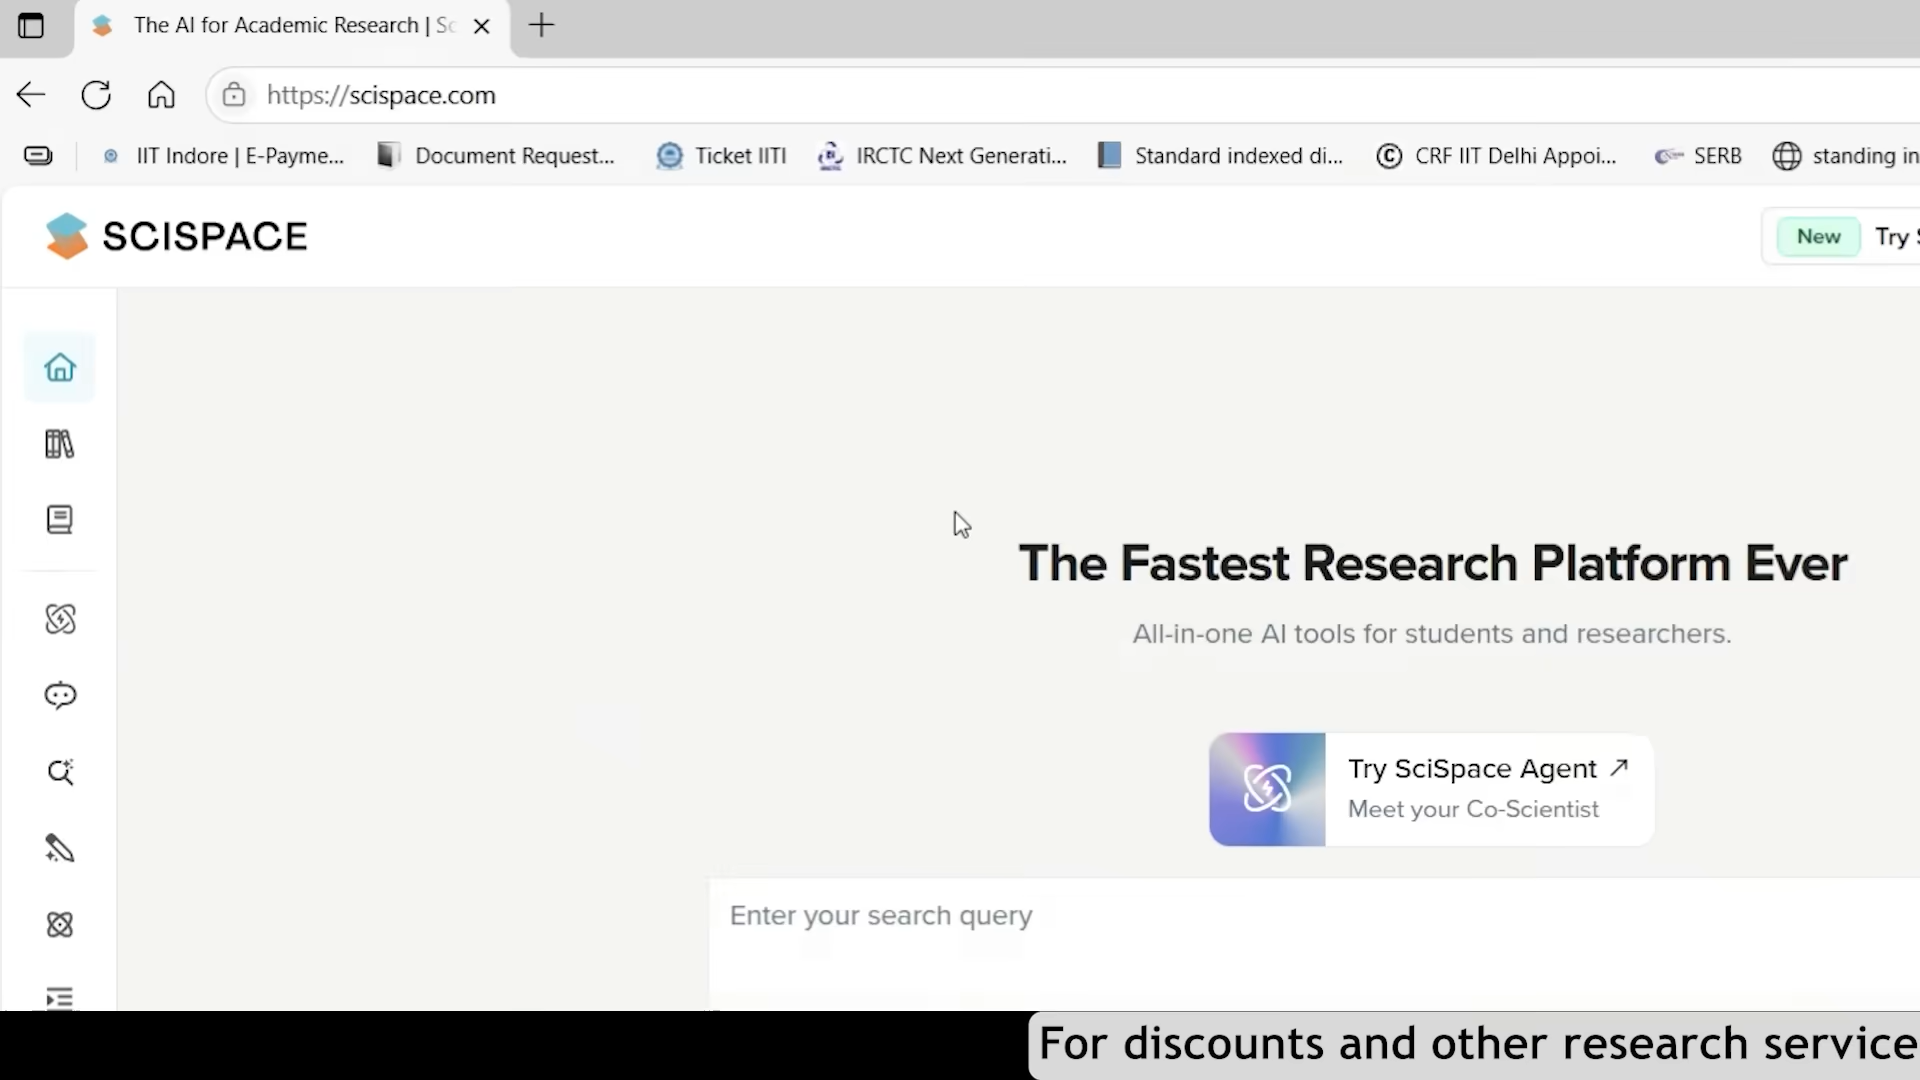 The AI for Academic Research | Sc
https://scispace.com
IIT Indore | E-Payme... Document Request... Ticket IITI IRCTC Next Generati... Standard indexed di... CRF IIT Delhi Appoi... SERB standing in
SCISPACE
New Try S
The Fastest Research Platform Ever
All-in-one AI tools for students and researchers.
Try SciSpace Agent
Meet your Co-Scientist
Enter your search query
For discounts and other research service